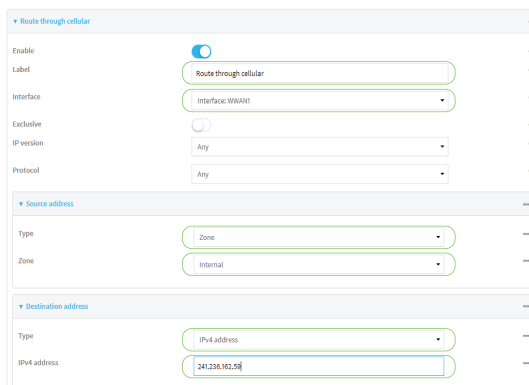 Route through cellular
Enable
Label
Route through cellular
Interface
Interface: WWAN1
Exclusive
IP version
Any
Protocol
Any
Source address
Type
Zone
Zone
Internal
Destination address
Type
IPv4 address
IPv4 address
241.236.162.59